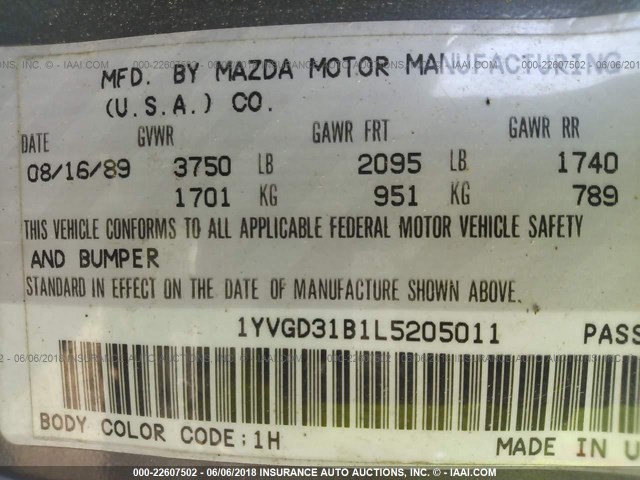 MFD. BY MAZDA MOTOR MANUFACTURING
(U.S.A.) CO.
DATE GVWR GAWR FRT GAWR RR
08/16/89 3750 LB 2095 LB 1740
1701 KG 951 KG 789
THIS VEHICLE CONFORMS TO ALL APPLICABLE FEDERAL MOTOR VEHICLE SAFETY
AND BUMPER
STANDARD IN EFFECT ON THE DATE OF MANUFACTURE SHOWN ABOVE.
1YVGD31B1L5205011 PASS
BODY COLOR CODE:1H
MADE IN U
000-22607502 - 06/06/2018 INSURANCE AUTO AUCTIONS, INC. © - IAAI.COM